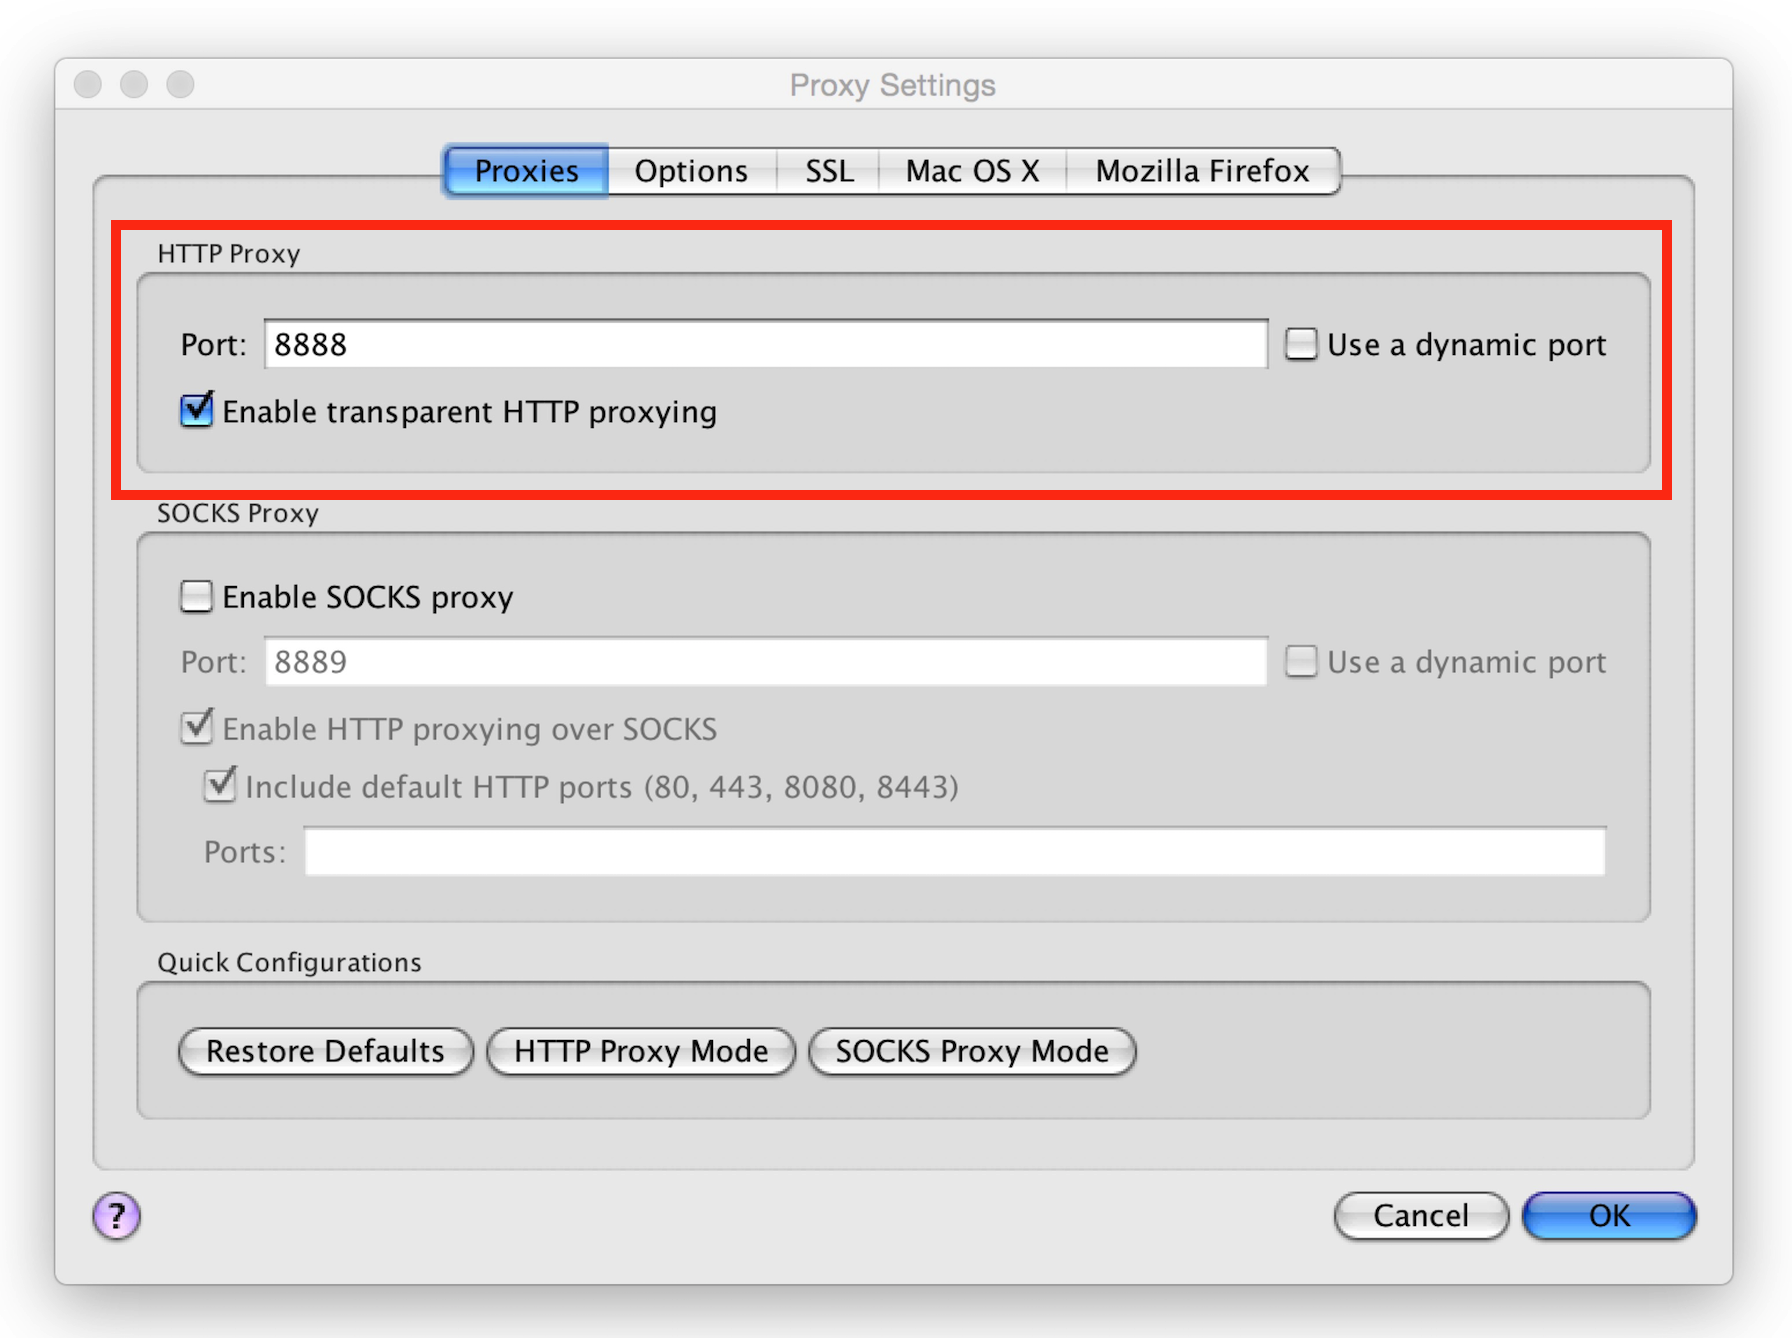 Proxy Settings
Proxies Options SSL Mac OS X Mozilla Firefox
HTTP Proxy
Port: 8888 Use a dynamic port
Enable transparent HTTP proxying
SOCKS Proxy
Enable SOCKS proxy
Port: 8889 Use a dynamic port
Enable HTTP proxying over SOCKS
Include default HTTP ports (80, 443, 8080, 8443)
Ports:
Quick Configurations
Restore Defaults HTTP Proxy Mode SOCKS Proxy Mode
? Cancel OK